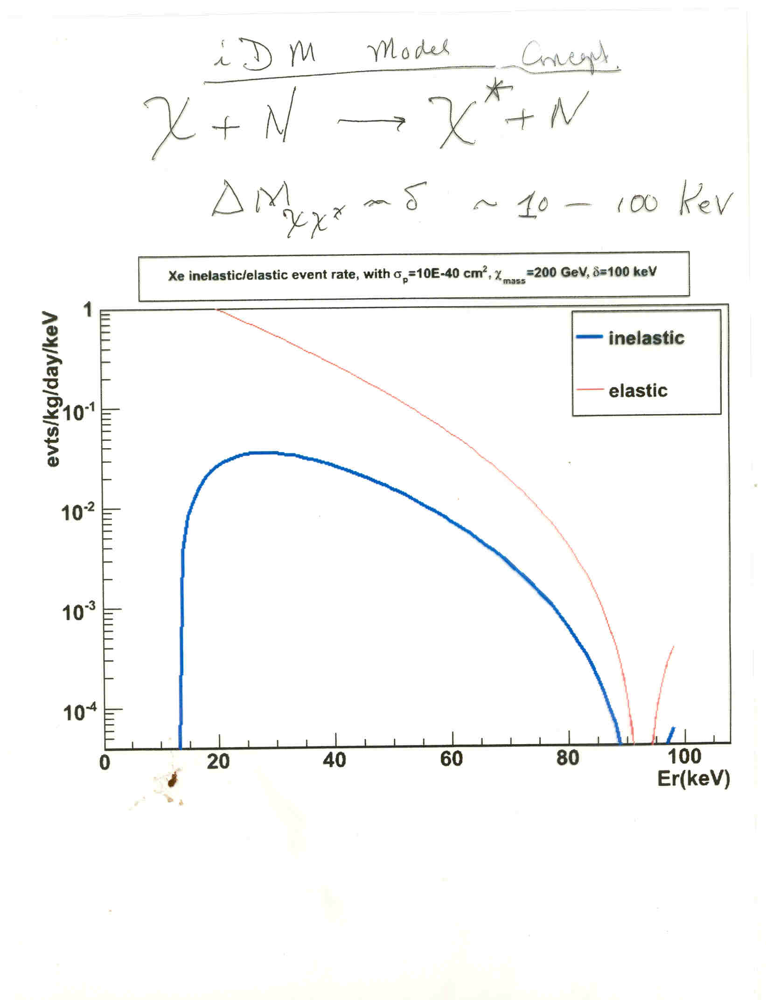 iDM Model Concept.
χ + N → χ* + N
ΔM_χχ* ~ δ ~ 10 – 100 KeV
Xe inelastic/elastic event rate, with σp=10E-40 cm², χmass=200 GeV, δ=100 keV
evts/kg/day/keV
1
10⁻¹
10⁻²
10⁻³
10⁻⁴
inelastic
elastic
0 20 40 60 80 100
Er(keV)